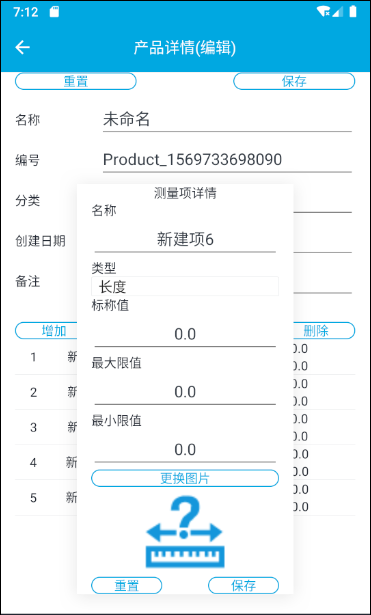 7:12
产品详情(编辑)
重置 保存
名称 未命名
编号 Product_1569733698090
分类
创建日期
备注
增加 删除
1 新 0.0
0.0
2 新 0.0
0.0
3 新 0.0
0.0
4 新 0.0
0.0
5 新 0.0
0.0
测量项详情
名称
新建项6
类型
长度
标称值
0.0
最大限值
0.0
最小限值
0.0
更换图片
?
重置 保存